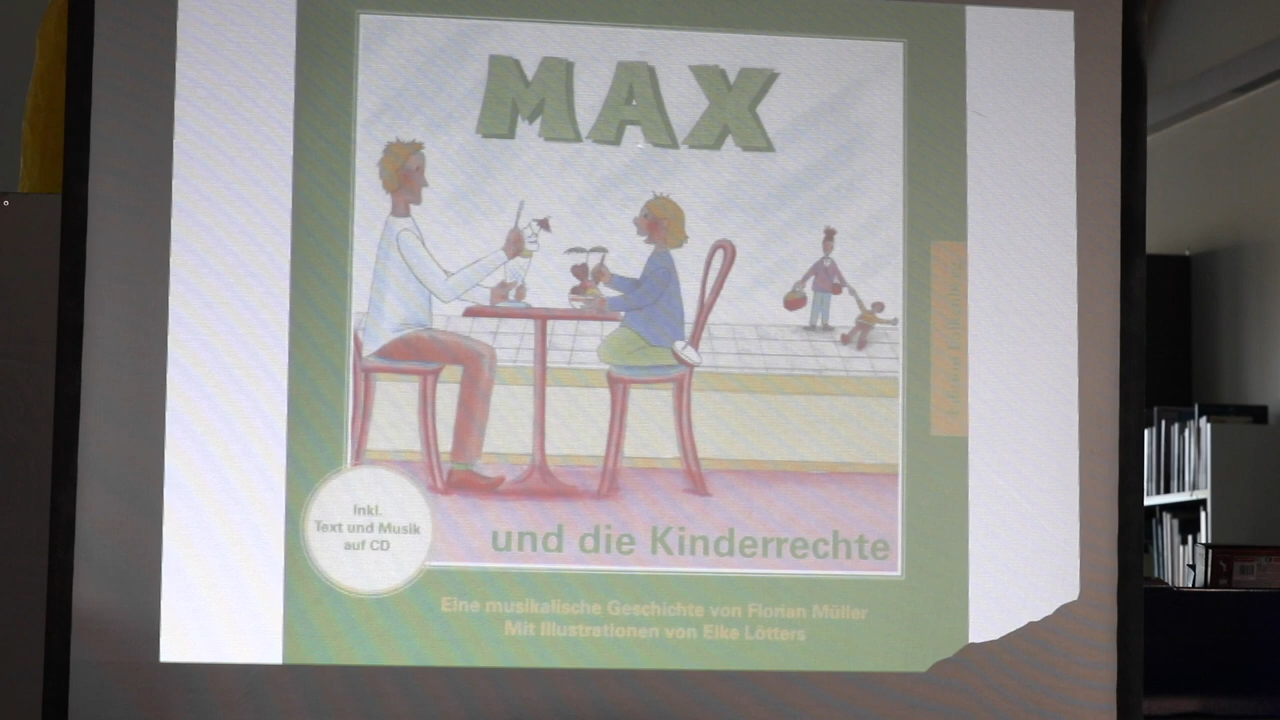 MAX
Inkl.
Text und Musik
auf CD
und die Kinderrechte
Eine musikalische Geschichte von Florian Müller
Mit Illustrationen von Elke Lötters